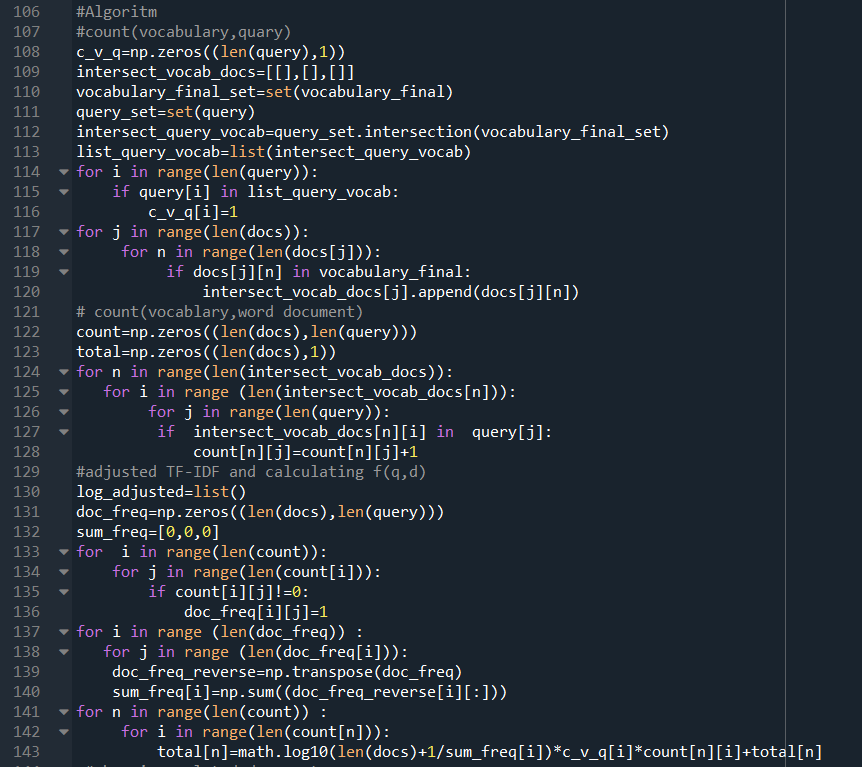 106 #Algoritm
107 #count(vocabulary,quary)
108 c_v_q=np.zeros((len(query),1))
109 intersect_vocab_docs=[[],[],[]]
110 vocabulary_final_set=set(vocabulary_final)
111 query_set=set(query)
112 intersect_query_vocab=query_set.intersection(vocabulary_final_set)
113 list_query_vocab=list(intersect_query_vocab)
114 for i in range(len(query)):
115     if query[i] in list_query_vocab:
116         c_v_q[i]=1
117 for j in range(len(docs)):
118      for n in range(len(docs[j])):
119           if docs[j][n] in vocabulary_final:
120               intersect_vocab_docs[j].append(docs[j][n])
121 # count(vocablary,word document)
122 count=np.zeros((len(docs),len(query)))
123 total=np.zeros((len(docs),1))
124 for n in range(len(intersect_vocab_docs)):
125    for i in range (len(intersect_vocab_docs[n])):
126         for j in range(len(query)):
127          if  intersect_vocab_docs[n][i] in  query[j]:
128              count[n][j]=count[n][j]+1
129 #adjusted TF-IDF and calculating f(q,d)
130 log_adjusted=list()
131 doc_freq=np.zeros((len(docs),len(query)))
132 sum_freq=[0,0,0]
133 for  i in range(len(count)):
134     for j in range(len(count[i])):
135         if count[i][j]!=0:
136             doc_freq[i][j]=1
137 for i in range (len(doc_freq)) :
138    for j in range (len(doc_freq[i])):
139     doc_freq_reverse=np.transpose(doc_freq)
140     sum_freq[i]=np.sum((doc_freq_reverse[i][:]))
141 for n in range(len(count)) :
142      for i in range(len(count[n])):
143          total[n]=math.log10(len(docs)+1/sum_freq[i])*c_v_q[i]*count[n][i]+total[n]